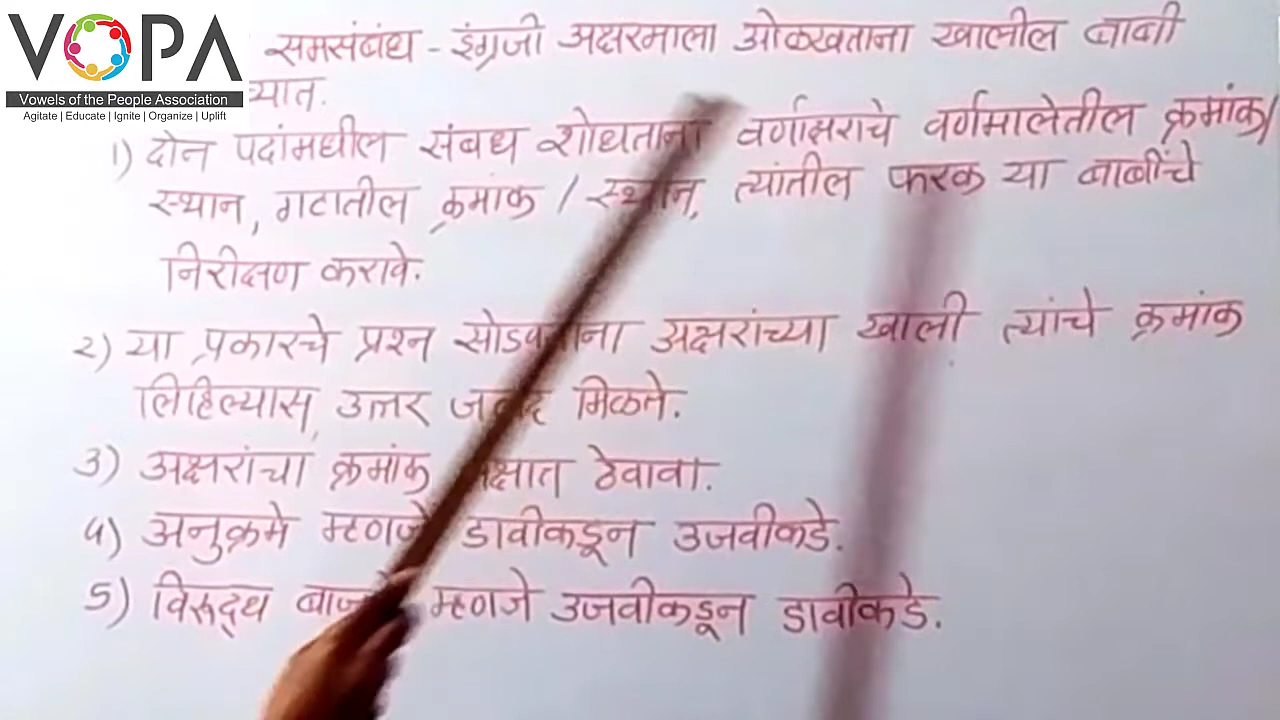 VOPA
Vowels of the People Association
Agitate | Educate | Ignite | Organize | Uplift
समसंबंध - इंग्रजी अक्षरमाला ओळखताना खालील बाबी
घ्यात.
1) दोन पदांमधील संबध शोधताना वर्णाक्षराचे वर्णमालेतील क्रमांक/
स्थान, गटातील क्रमांक / स्थान, त्यांतील फरक या बाबींचे
निरीक्षण करावे.
२) या प्रकारचे प्रश्न सोडवताना अक्षरांच्या खाली त्यांचे क्रमांक
लिहिल्यास, उत्तर जलद मिळते.
3) अक्षरांचा क्रमांक लक्षात ठेवावा.
4) अनुक्रमे म्हणजे डावीकडून उजवीकडे.
5) विरूद्ध म्हणजे उजवीकडून डावीकडे.